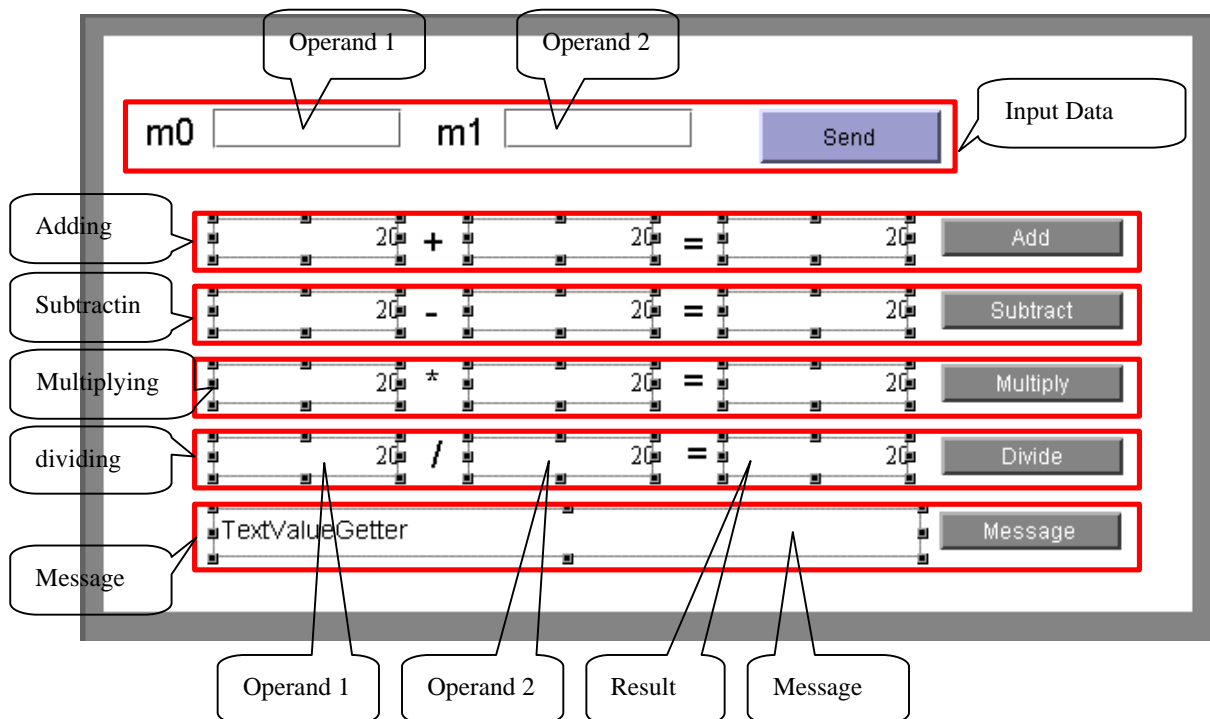 Operand 1
Operand 2
Input Data
m0
m1
Send
Adding
20 + 20 = 20 Add
Subtractin
20 - 20 = 20 Subtract
Multiplying
20 * 20 = 20 Multiply
dividing
20 / 20 = 20 Divide
TextValueGetter
Message
Message
Operand 1
Operand 2
Result
Message